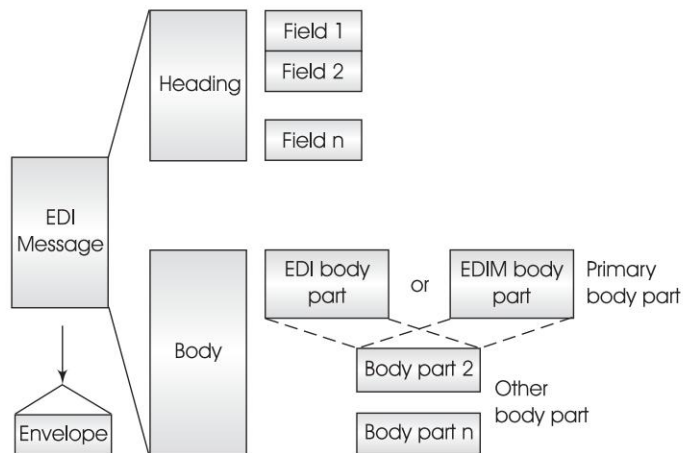 Field 1
Field 2
Heading
Field n
EDI
Message
EDI body
part
or
EDIM body
part
Primary
body part
Body
Body part 2
Other
body part
Body part n
Envelope